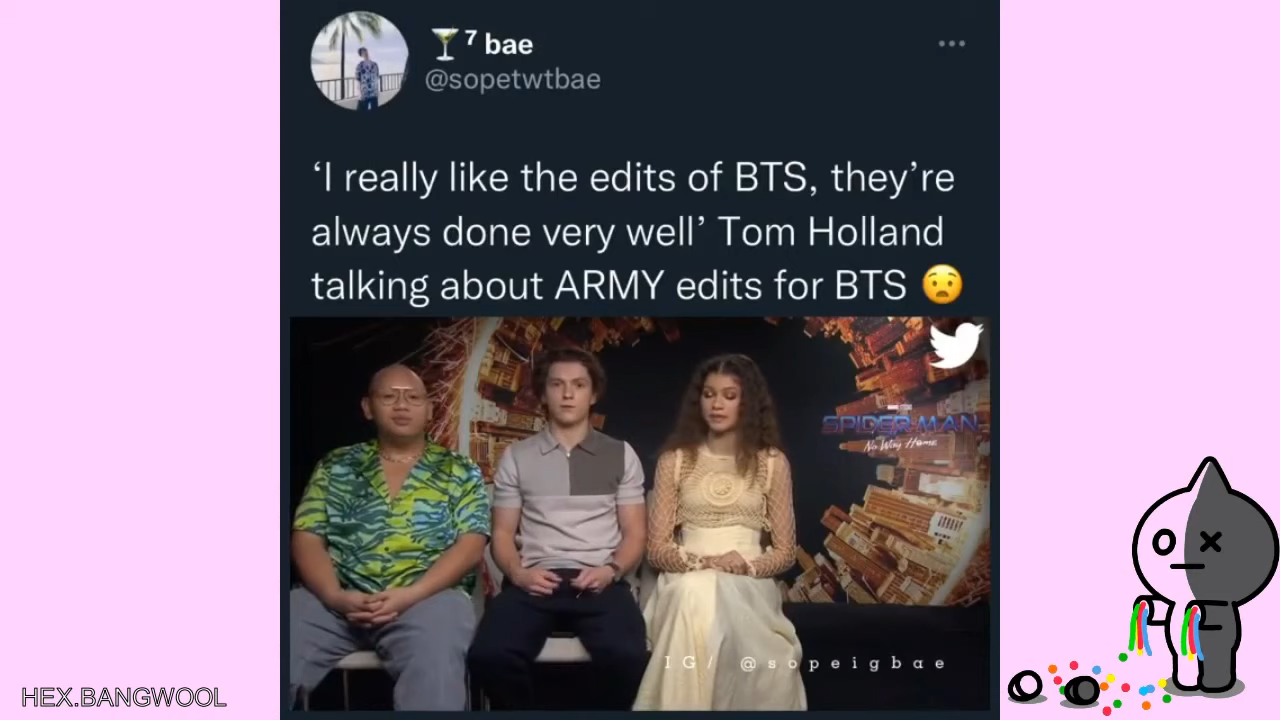 🍸⁷ bae
@sopetwtbae
‘I really like the edits of BTS, they’re
always done very well’ Tom Holland
talking about ARMY edits for BTS 😧
SPIDER-MAN
No Way Home
IG/ @sopeigbae
HEX.BANGWOOL